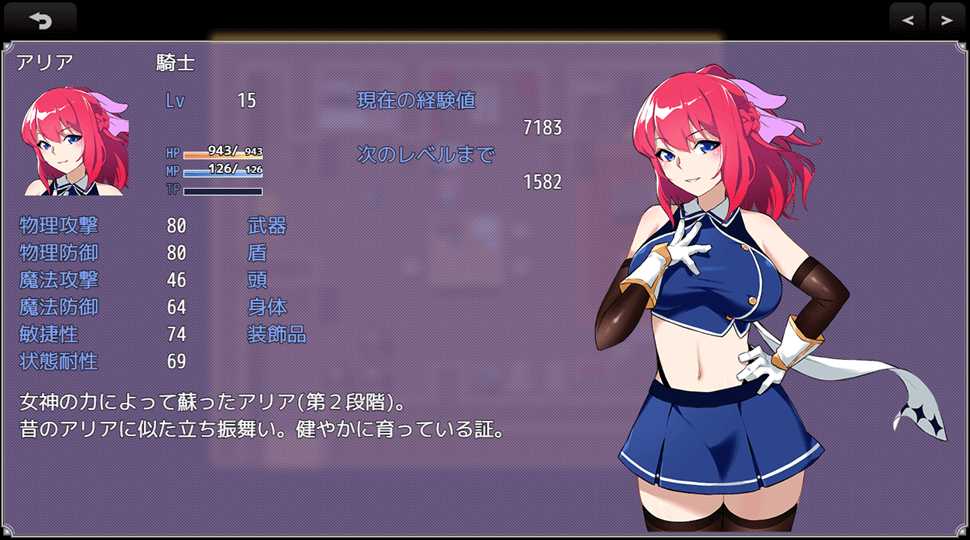 アリア 騎士
Lv 15 現在の経験値
7183
HP 943/ 943
次のレベルまで
MP 126/ 126
1582
TP
物理攻撃 80 武器
物理防御 80 盾
魔法攻撃 46 頭
魔法防御 64 身体
敏捷性 74 装飾品
状態耐性 69
女神の力によって蘇ったアリア(第２段階)。
昔のアリアに似た立ち振舞い。健やかに育っている証。